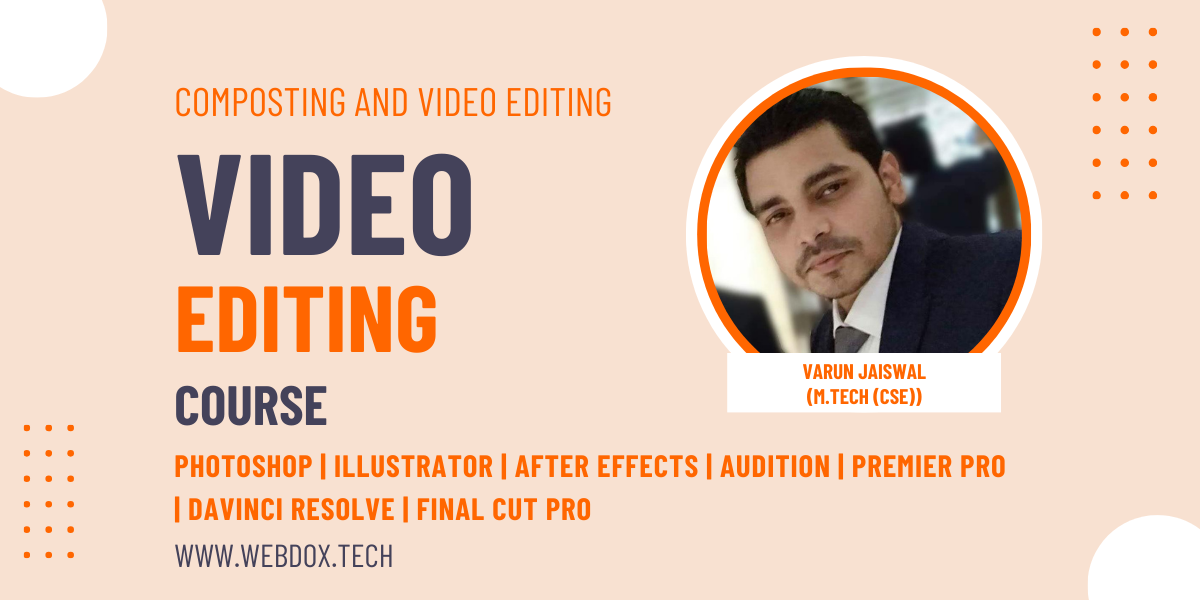 COMPOSTING AND VIDEO EDITING
VIDEO
EDITING
COURSE
VARUN JAISWAL
(M.TECH (CSE))
PHOTOSHOP | ILLUSTRATOR | AFTER EFFECTS | AUDITION | PREMIER PRO
| DAVINCI RESOLVE | FINAL CUT PRO
WWW.WEBDOX.TECH